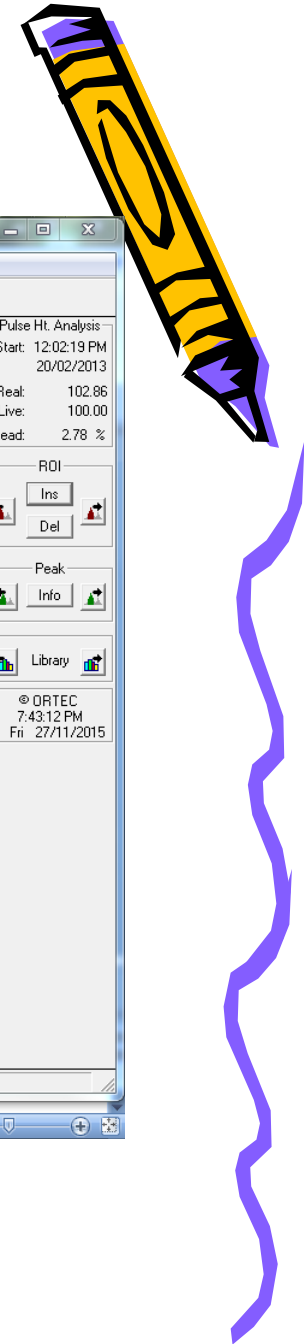 Pulse Ht. Analysis
Start: 12:02:19 PM
20/02/2013
Real: 102.86
Live: 100.00
ead: 2.78 %
ROI
Ins
Del
Peak
Info
Library
© ORTEC
7:43:12 PM
Fri 27/11/2015